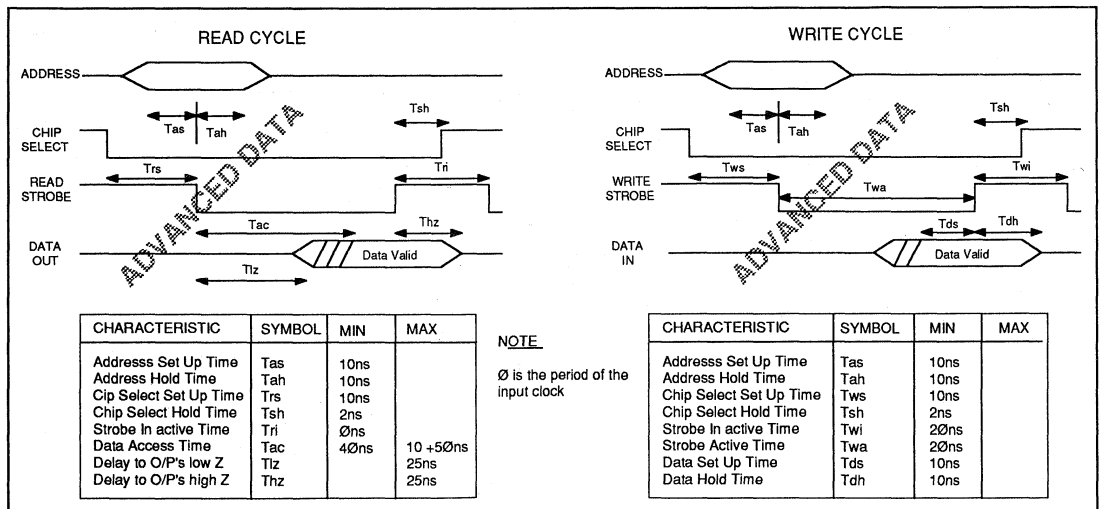 READ CYCLE
ADDRESS
Tas
Tah
Tsh
CHIP
SELECT
Trs
Tri
READ
STROBE
Tac
Thz
DATA
OUT
Data Valid
Tlz
ADVANCED DATA
WRITE CYCLE
ADDRESS
Tas
Tah
Tsh
CHIP
SELECT
Tws
Twi
WRITE
STROBE
Twa
Tds
Tdh
DATA
IN
Data Valid
ADVANCED DATA
CHARACTERISTIC SYMBOL MIN MAX
Addresss Set Up Time Tas 10ns
Address Hold Time Tah 10ns
Cip Select Set Up Time Trs 10ns
Chip Select Hold Time Tsh 2ns
Strobe In active Time Tri Øns
Data Access Time Tac 4Øns 10 +5Øns
Delay to O/P's low Z Tlz 25ns
Delay to O/P's high Z Thz 25ns
NOTE
Ø is the period of the
input clock
CHARACTERISTIC SYMBOL MIN MAX
Addresss Set Up Time Tas 10ns
Address Hold Time Tah 10ns
Chip Select Set Up Time Tws 10ns
Chip Select Hold Time Tsh 2ns
Strobe In active Time Twi 2Øns
Strobe Active Time Twa 2Øns
Data Set Up Time Tds 10ns
Data Hold Time Tdh 10ns